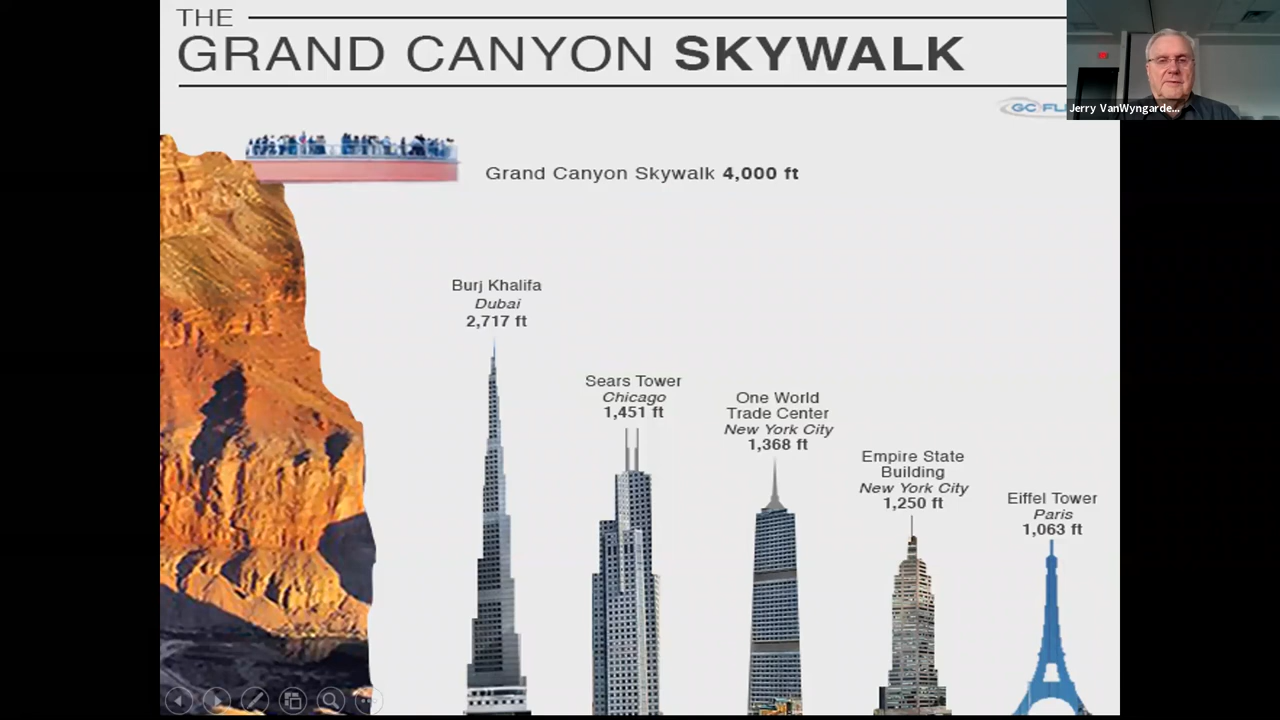 THE
GRAND CANYON SKYWALK
GC FL
Jerry VanWyngarde...
Grand Canyon Skywalk 4,000 ft
Burj Khalifa
Dubai
2,717 ft
Sears Tower
Chicago
1,451 ft
One World
Trade Center
New York City
1,368 ft
Empire State
Building
New York City
1,250 ft
Eiffel Tower
Paris
1,063 ft